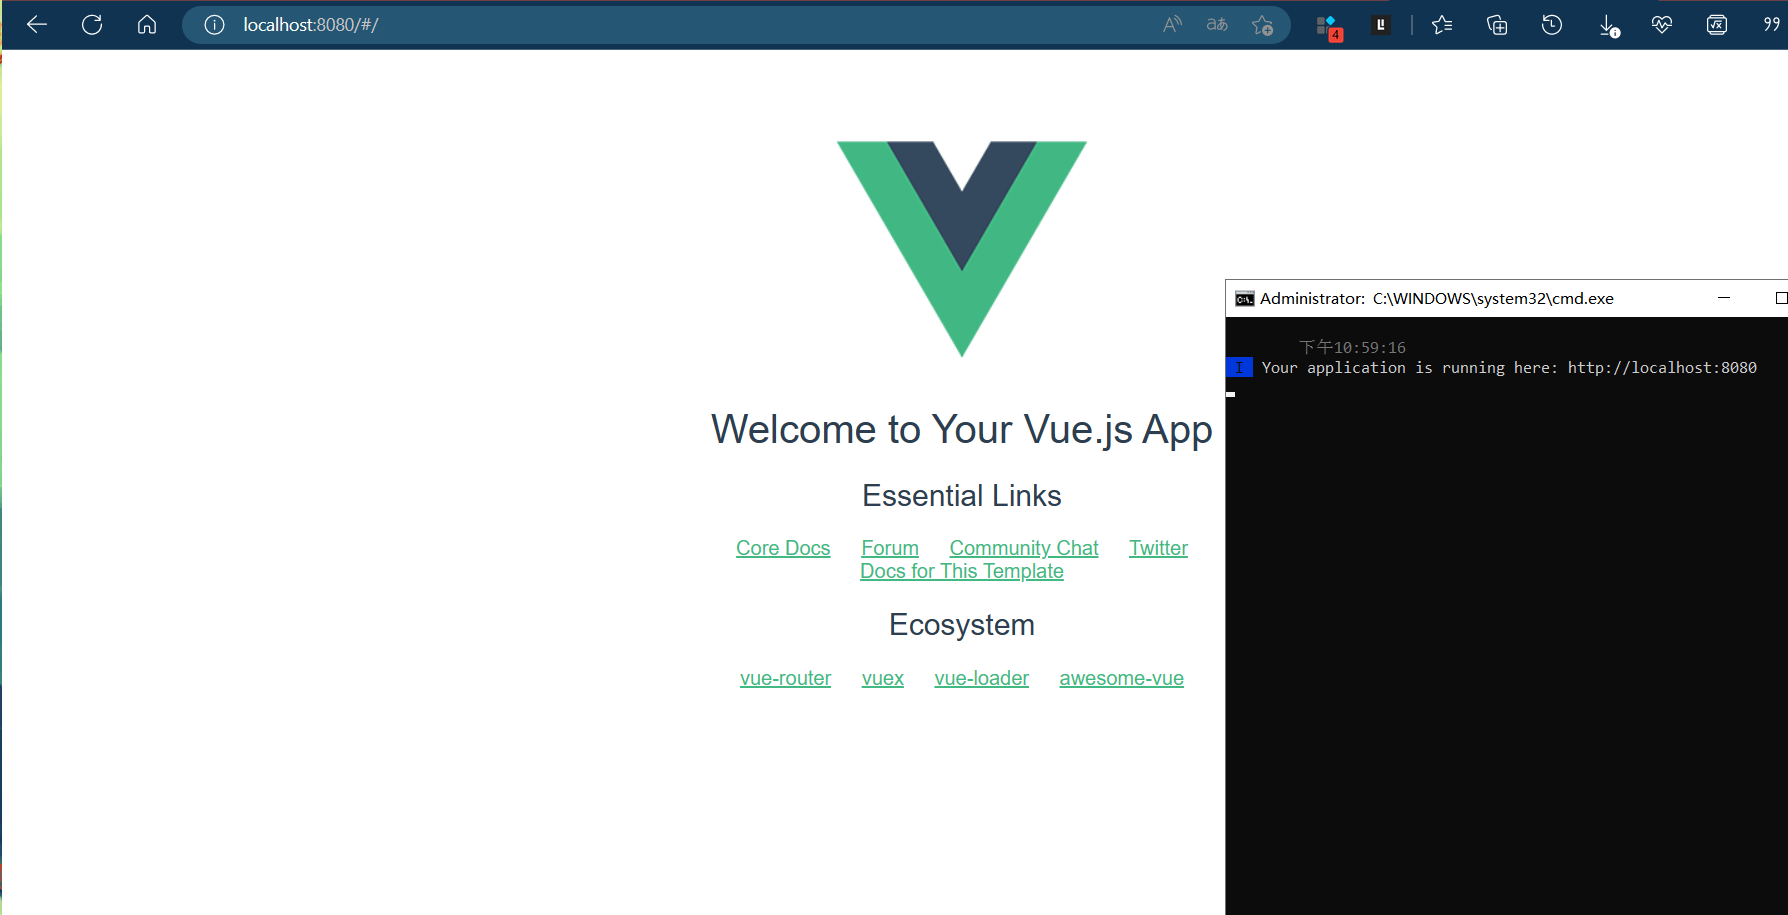 localhost:8080/#/
4
Welcome to Your Vue.js App
Essential Links
Core Docs Forum Community Chat Twitter
Docs for This Template
Ecosystem
vue-router vuex vue-loader awesome-vue
Administrator: C:\WINDOWS\system32\cmd.exe
下午10:59:16
I Your application is running here: http://localhost:8080